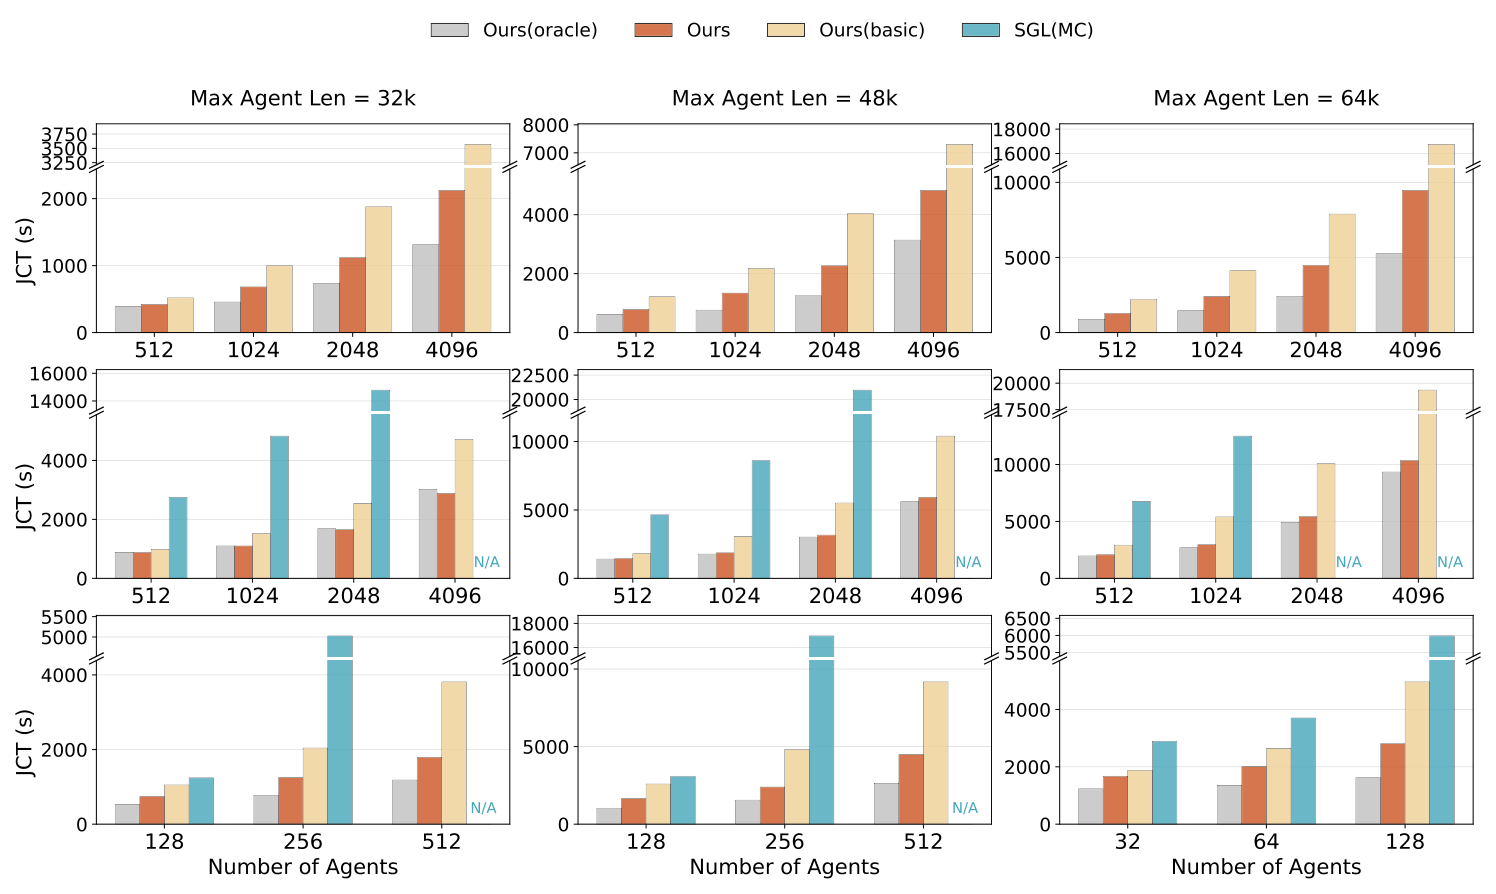 Ours(oracle) Ours Ours(basic) SGL(MC)
Max Agent Len = 32k Max Agent Len = 48k Max Agent Len = 64k
JCT (s)
3750
3500
3250
2000
1000
0
512 1024 2048 4096
8000
7000
4000
2000
0
512 1024 2048 4096
18000
16000
10000
5000
0
512 1024 2048 4096
JCT (s)
16000
14000
4000
2000
0
N/A
512 1024 2048 4096
22500
20000
10000
5000
0
N/A
512 1024 2048 4096
20000
17500
10000
5000
0
N/A N/A
512 1024 2048 4096
JCT (s)
5500
5000
4000
2000
0
N/A
128 256 512
Number of Agents
18000
16000
10000
5000
0
N/A
128 256 512
Number of Agents
6500
6000
5500
4000
2000
0
32 64 128
Number of Agents